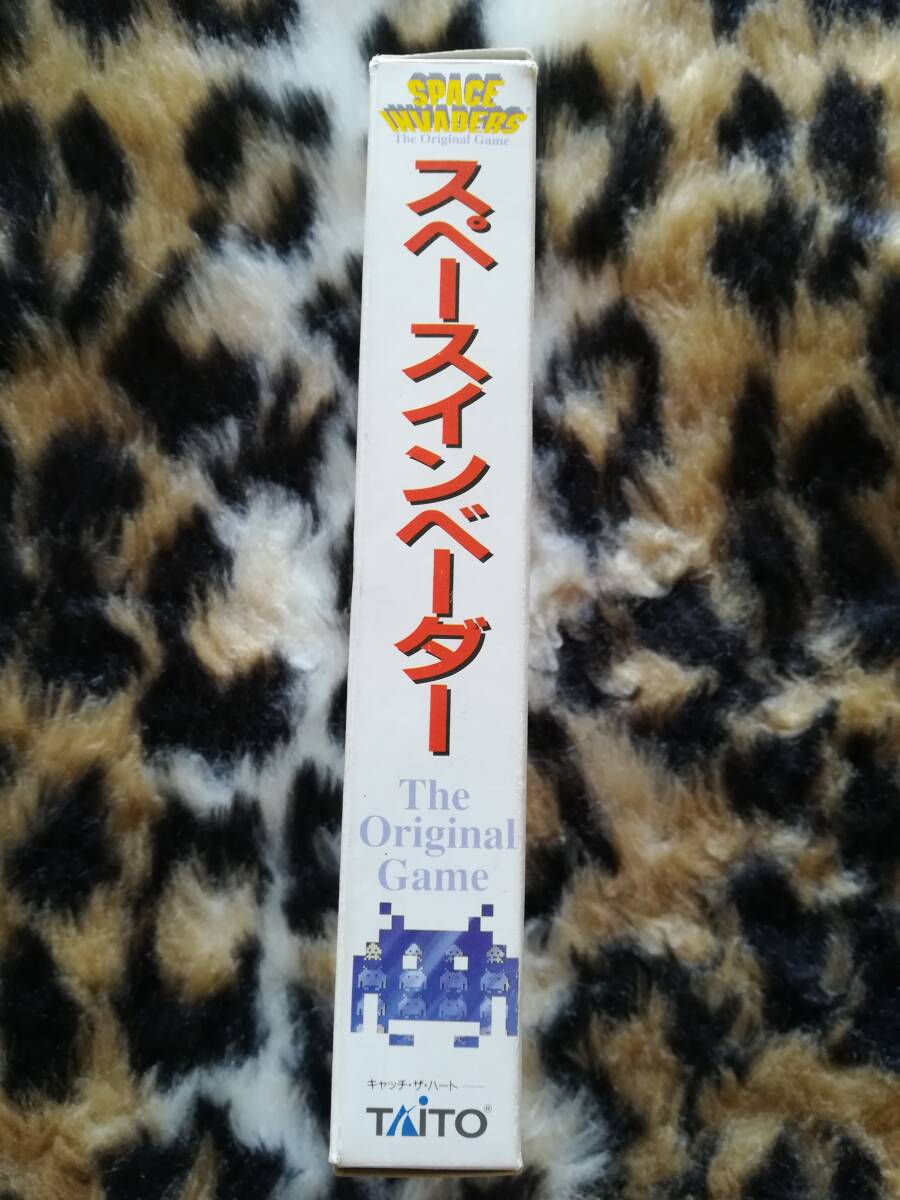 SPACE
INVADERS®
The Original Game
スペースインベーダー
The
Original
Game
キャッチ・ザ・ハート
TAITO®